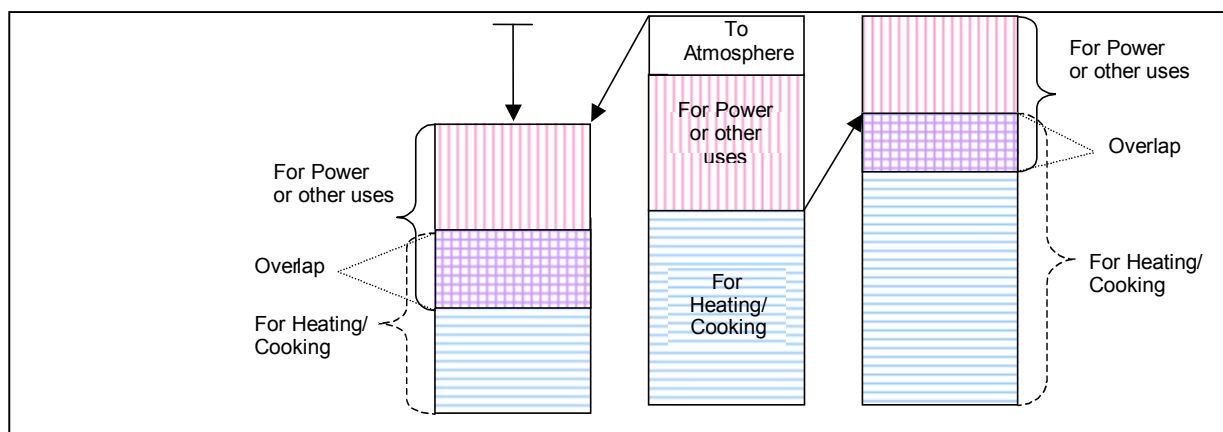 For Power
or other uses
Overlap
For Heating/
Cooking
To
Atmosphere
For Power
or other
uses
For
Heating/
Cooking
For Power
or other uses
Overlap
For Heating/
Cooking